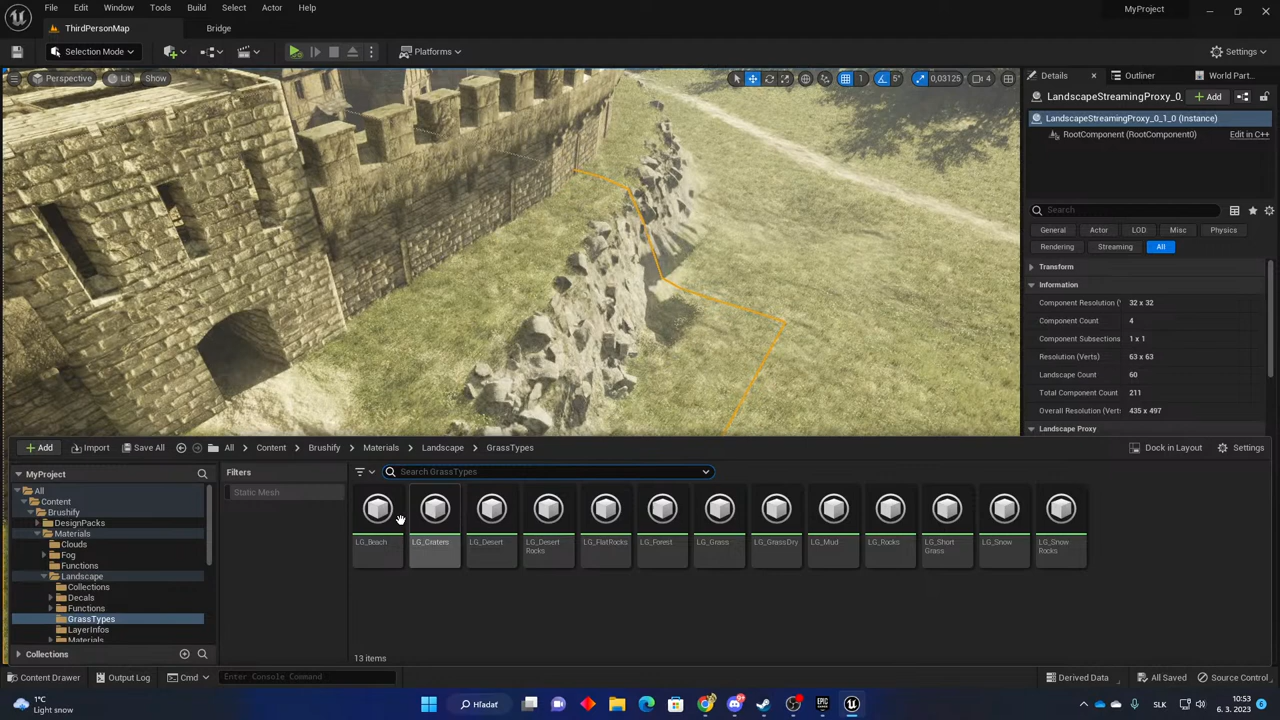 File Edit Window Tools Build Select Actor Help
MyProject
ThirdPersonMap Bridge
Selection Mode Platforms Settings
Perspective Lit Show 1 5° 0,03125 4
Details Outliner World Part.
LandscapeStreamingProxy_0_ Add
LandscapeStreamingProxy_0_1_0 (Instance)
RootComponent (RootComponent0) Edit in C++
Search
General Actor LOD Misc Physics
Rendering Streaming All
Transform
Information
Component Resolution (V 32 x 32
Component Count 4
Component Subsections 1 x 1
Resolution (Verts) 63 x 63
Landscape Count 60
Total Component Count 211
Overall Resolution (Verts 435 x 497
Landscape Proxy
Add Import Save All All > Content > Brushify > Materials > Landscape > GrassTypes Dock in Layout Settings
MyProject
All
Content
Brushify
DesignPacks
Materials
Clouds
Fog
Functions
Landscape
Collections
Decals
Functions
GrassTypes
LayerInfos
Materials
Collections
Filters
Static Mesh
Search GrassTypes
LG_Beach LG_Craters LG_Desert LG_Desert Rocks LG_FlatRocks LG_Forest LG_Grass LG_GrassDry LG_Mud LG_Rocks LG_Short Grass LG_Snow LG_Snow Rocks
13 items
Content Drawer Output Log Cmd Enter Console Command Derived Data All Saved Source Control
1°C
Light snow
Hľadať
SLK
10:53
6. 3. 2023